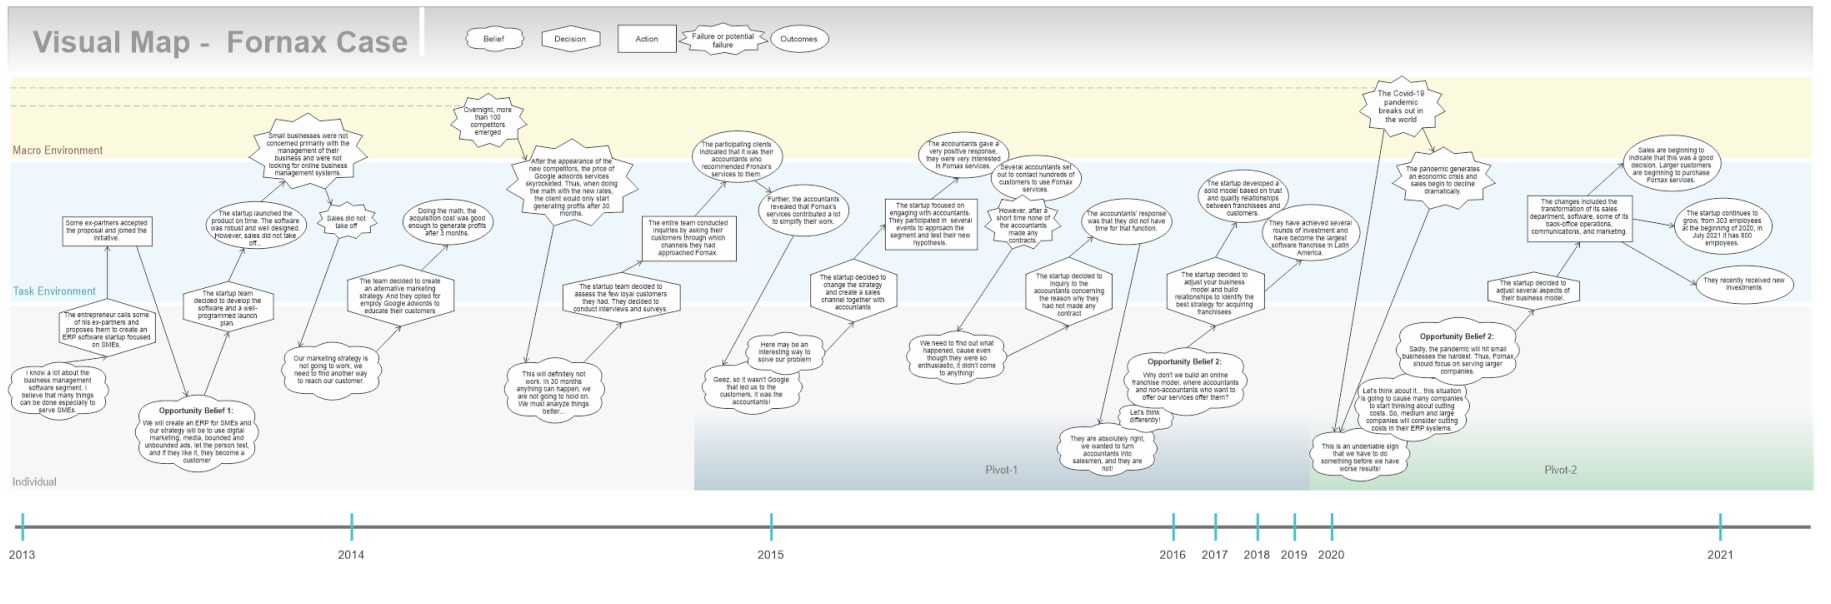 Visual Map - Fornax Case
Belief
Decision
Action
Failure or potential
failure
Outcomes
Macro Environment
Task Environment
Individual
I know a lot about the
business management
software segment. I
believe that many things
can be done especially to
serve SMEs.
The entrepreneur calls some
of his ex-partners and
proposes them to create an
ERP software startup focused
on SMEs.
Some ex-partners accepted
the proposal and joined the
initiative.
Opportunity Belief 1:
We will create an ERP for SMEs and
our strategy will be to use digital
marketing, media, bounded and
unbounded ads, let the person test,
and if they like it, they become a
customer
The startup team
decided to develop the
software and a well-
programmed launch
plan.
The startup launched the
product on time. The software
was robust and well designed.
However, sales did not take
off...
Small businesses were not
concerned primarily with the
management of their
business and were not
looking for online business
management systems.
Sales did not
take off
Our marketing strategy is
not going to work, we
need to find another way
to reach our customer.
The team decided to create
an alternative marketing
strategy. And they opted for
employ Google adwords to
educate their customers
Doing the math, the
acquisition cost was good
enough to generate profits
after 3 months.
Overnight, more
than 100
competitors
emerged
After the appearance of the
new competitors, the price of
Google adwords services
skyrocketed. Thus, when doing
the math with the new rates,
the client would only start
generating profits after 30
months.
This will definitely not
work. In 30 months
anything can happen, we
are not going to hold on.
We must analyze things
better...
The startup team decided to
assess the few loyal customers
they had. They decided to
conduct interviews and surveys.
The entire team conducted
inquiries by asking their
customers through which
channels they had
approached Fornax.
The participating clients
indicated that it was their
accountants who
recommended Fronax's
services to them.
Further, the accountants
revealed that Fornax's
services contributed a lot
to simplify their work.
Geez, so it wasn't Google
that led us to the
customers, it was the
accountants!
Here may be an
interesting way to
solve our problem
The startup decided to
change the strategy
and create a sales
channel together with
accountants
The startup focused on
engaging with accountants.
They participated in several
events to approach the
segment and test their new
hypothesis.
The accountants gave a
very positive response,
they were very interested
in Fornax services.
Several accountants set
out to contact hundreds of
customers to use Fornax
services.
However, after a
short time none of
the accountants
made any
contracts.
We need to find out what
happened, cause even
though they were so
enthusiastic, it didn't come
to anything!
The startup decided to
inquiry to the
accountants concerning
the reason why they
had not made any
contract
The accountants' response
was that they did not have
time for that function.
They are absolutely right,
we wanted to turn
accountants into
salesmen, and they are
not!
Let's think
differently!
Opportunity Belief 2:
Why don't we build an online
franchise model, where accountants
and non-accountants who want to
offer our services offer them?
The startup decided to
adjust your business
model and build
relationships to identify the
best strategy for acquiring
franchisees
The startup developed a
solid model based on trust
and quality relationships
between franchisees and
customers.
They have achieved several
rounds of investment and
have become the largest
software franchise in Latin
America
Pivot-1
The Covid-19
pandemic
breaks out in
the world
The pandemic generates
an economic crisis and
sales begin to decline
dramatically.
This is an undeniable sign
that we have to do
something before we have
worse results!
Let's think about it... this situation
is going to cause many companies
to start thinking about cutting
costs. So, medium and large
companies will consider cutting
costs in their ERP systems.
Opportunity Belief 2:
Sadly, the pandemic will hit small
businesses the hardest. Thus, Fornax
should focus on serving larger
companies.
The startup decided to
adjust several aspects of
their business model.
The changes included the
transformation of its sales
department, software, some of its
back-office operations,
communications, and marketing.
Sales are beginning to
indicate that this was a good
decision. Larger customers
are beginning to purchase
Fornax services.
The startup continues to
grow, from 303 employees
at the beginning of 2020, in
July 2021 it has 800
employees.
They recently received new
investments
Pivot-2
2013
2014
2015
2016
2017
2018
2019
2020
2021